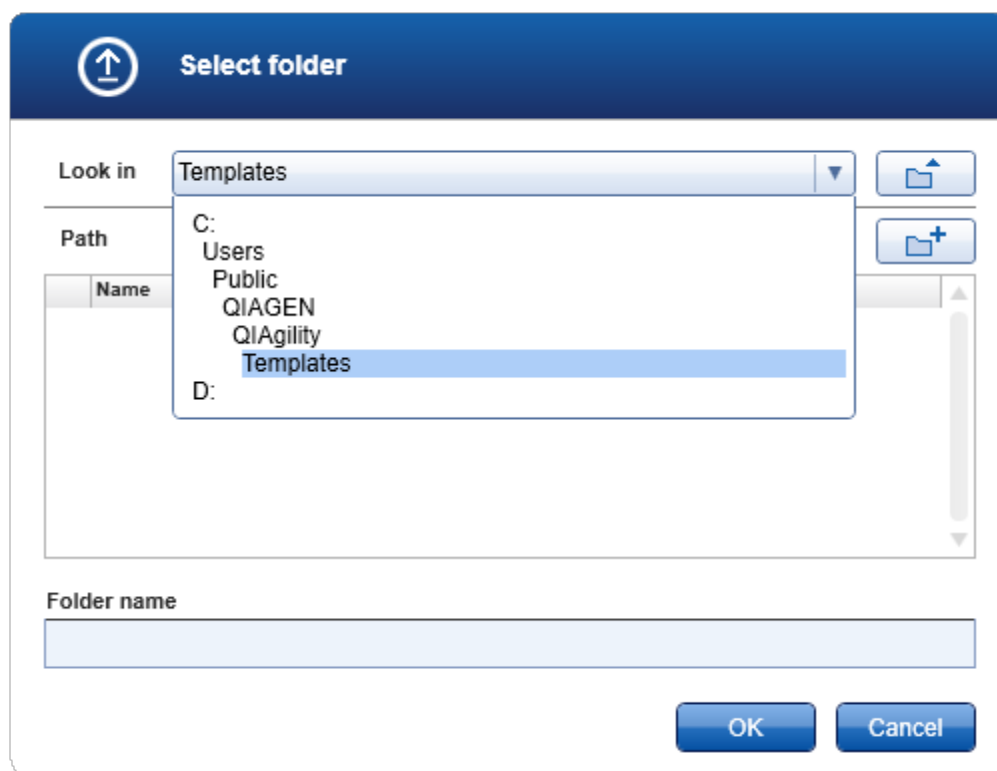 Select folder
Look in Templates
C:
Path
Users
Public
Name
QIAGEN
QIAgility
Templates
D:
Folder name
OK Cancel